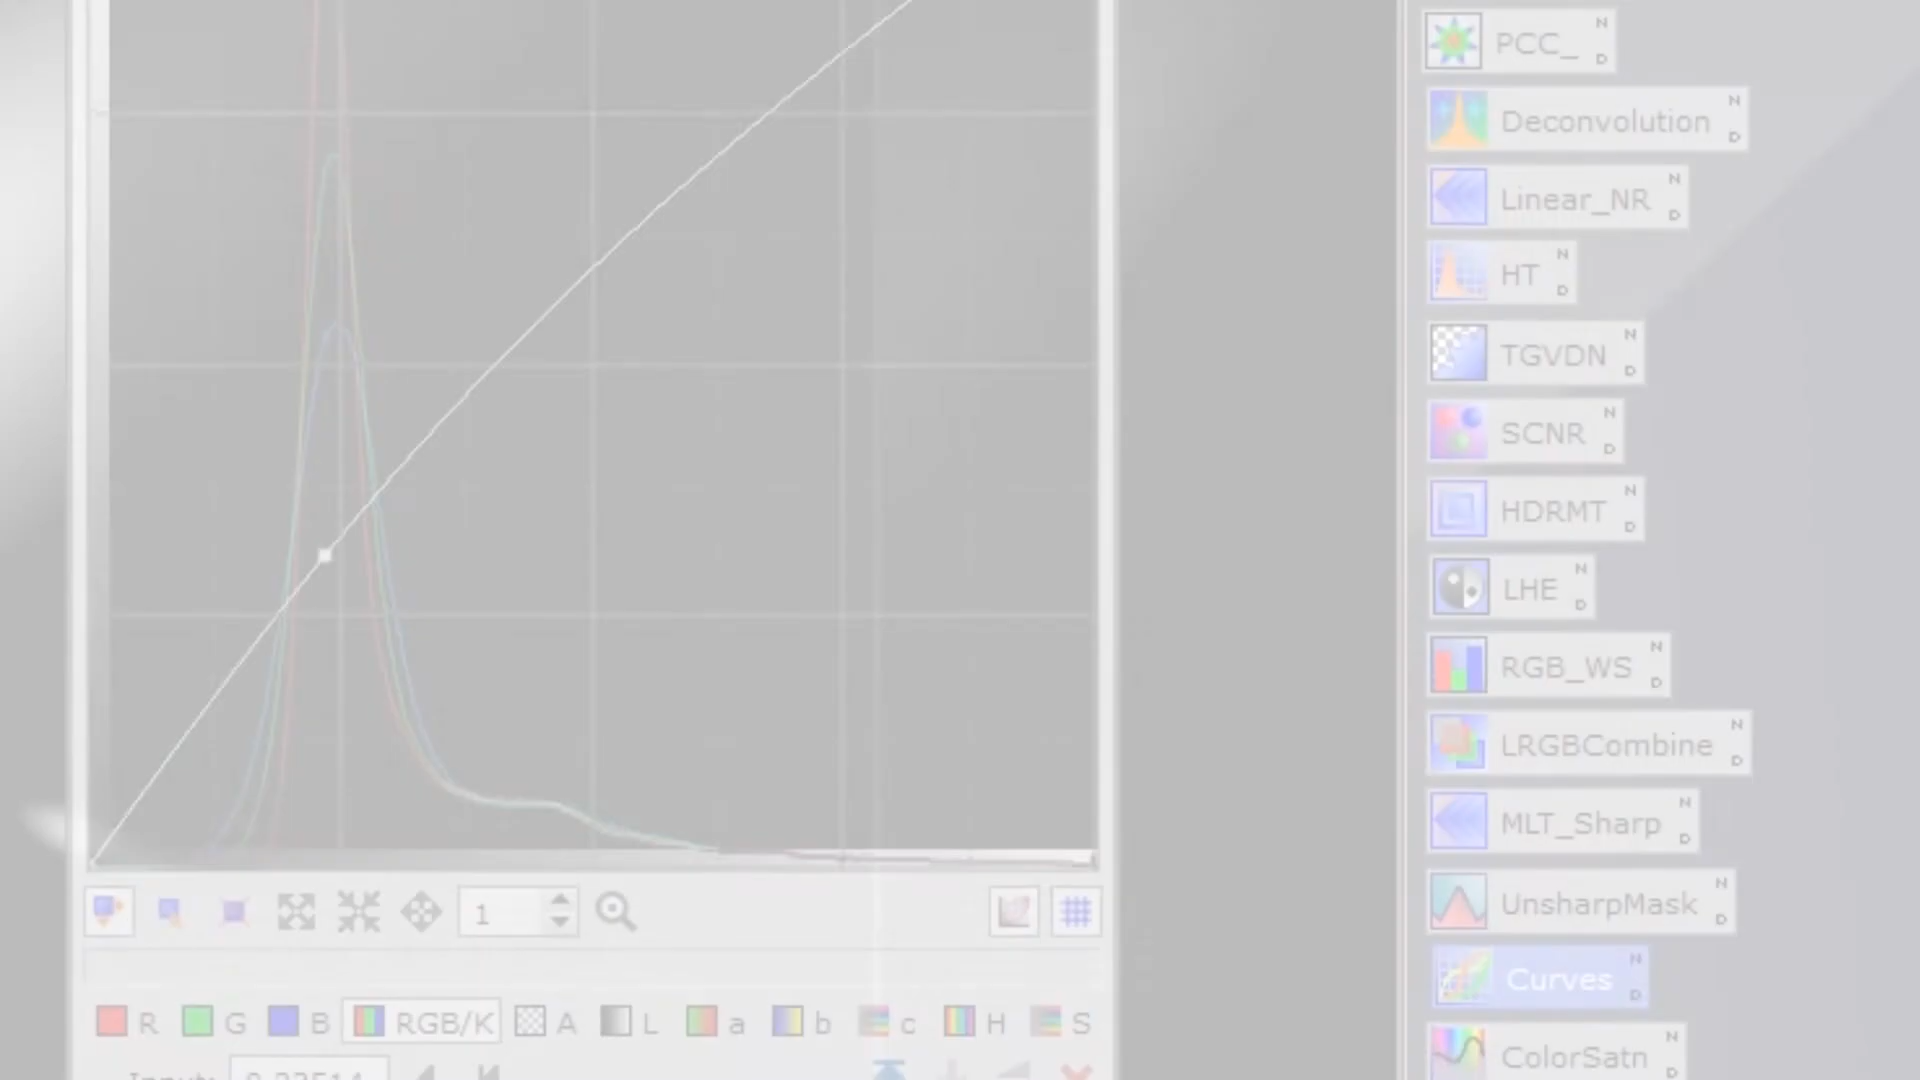 PCC_
N
D
Deconvolution
N
D
Linear_NR
N
D
HT
N
D
TGVDN
N
D
SCNR
N
D
HDRMT
N
D
LHE
N
D
RGB_WS
N
D
LRGBCombine
N
D
MLT_Sharp
N
D
UnsharpMask
N
D
Curves
N
D
ColorSatn
N
D
1
R G B RGB/K A L a b c H S